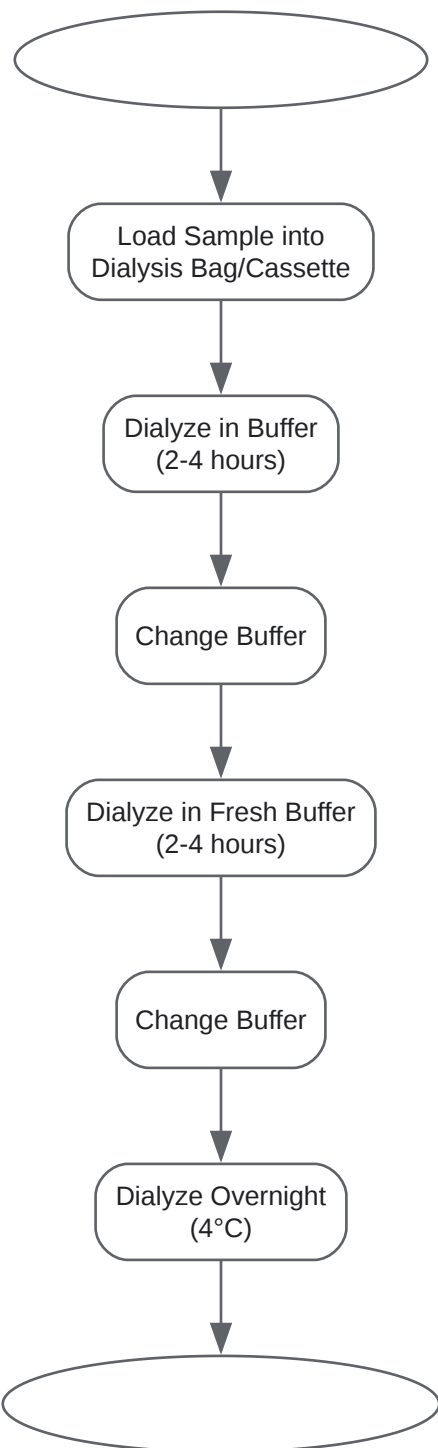 Load Sample into
Dialysis Bag/Cassette
Dialyze in Buffer
(2-4 hours)
Change Buffer
Dialyze in Fresh Buffer
(2-4 hours)
Change Buffer
Dialyze Overnight
(4°C)